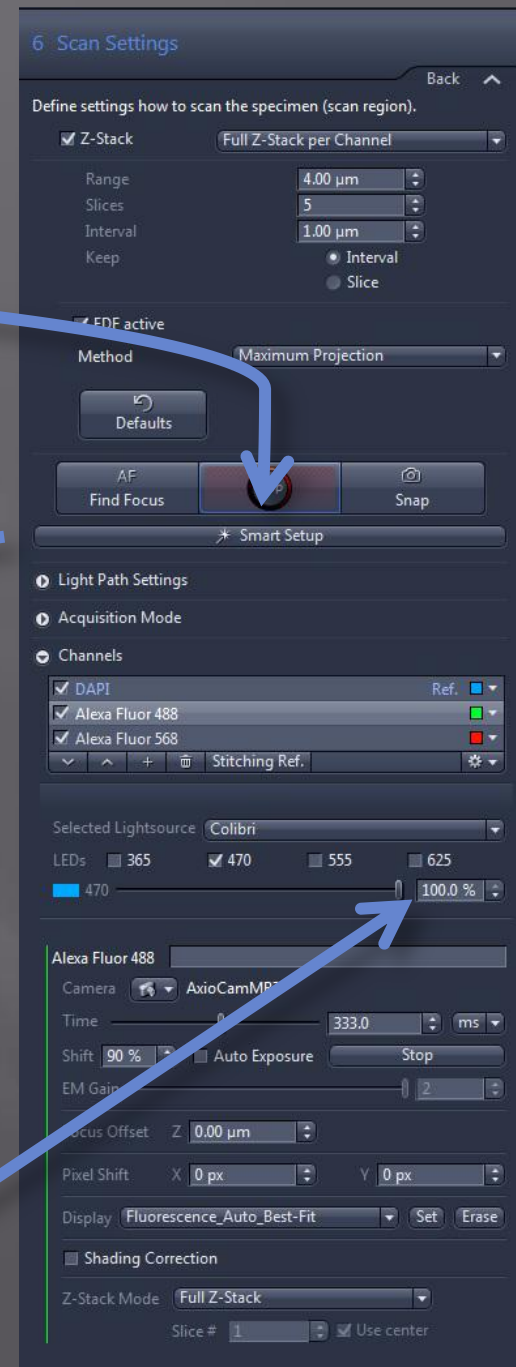 6 Scan Settings
Back
Define settings how to scan the specimen (scan region).
Z-Stack Full Z-Stack per Channel
Range 4.00 µm
Slices 5
Interval 1.00 µm
Keep Interval
Slice
EDF active
Method Maximum Projection
Defaults
AF
Find Focus Snap
Smart Setup
Light Path Settings
Acquisition Mode
Channels
DAPI Ref.
Alexa Fluor 488
Alexa Fluor 568
+ Stitching Ref.
Selected Lightsource Colibri
LEDs 365 470 555 625
470 100.0 %
Alexa Fluor 488
Camera
Time 333.0 ms
Shift 90 % Auto Exposure Stop
EM Gain 2
Focus Offset Z 0.00 µm
Pixel Shift X 0 px Y 0 px
Display Fluorescence_Auto_Best-Fit Set Erase
Shading Correction
Z-Stack Mode Full Z-Stack
Slice # 1 Use center